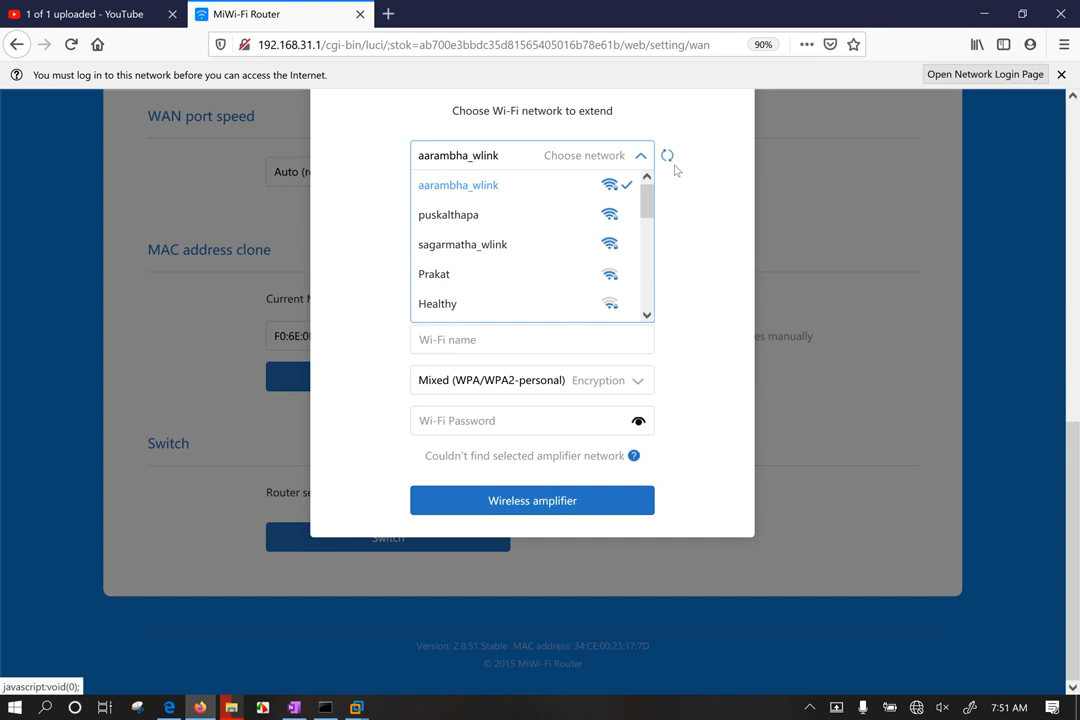 1 of 1 uploaded - YouTube
MiWi-Fi Router
192.168.31.1/cgi-bin/luci/;stok=ab700e3bbdc35d81565405016b78e61b/web/setting/wan
90%
You must log in to this network before you can access the Internet.
Open Network Login Page
WAN port speed
Choose Wi-Fi network to extend
aarambha_wlink Choose network
Auto (r
aarambha_wlink
puskalthapa
sagarmatha_wlink
Prakat
Healthy
MAC address clone
Current
F0:6E:0
es manually
Wi-Fi name
Mixed (WPA/WPA2-personal) Encryption
Wi-Fi Password
Switch
Couldn't find selected amplifier network ?
Router se
Wireless amplifier
Switch
Version: 2.8.51 Stable MAC address: 34:CE:00:23:17:7D
© 2015 MiWi-Fi Router
javascript:void(0);
7:51 AM